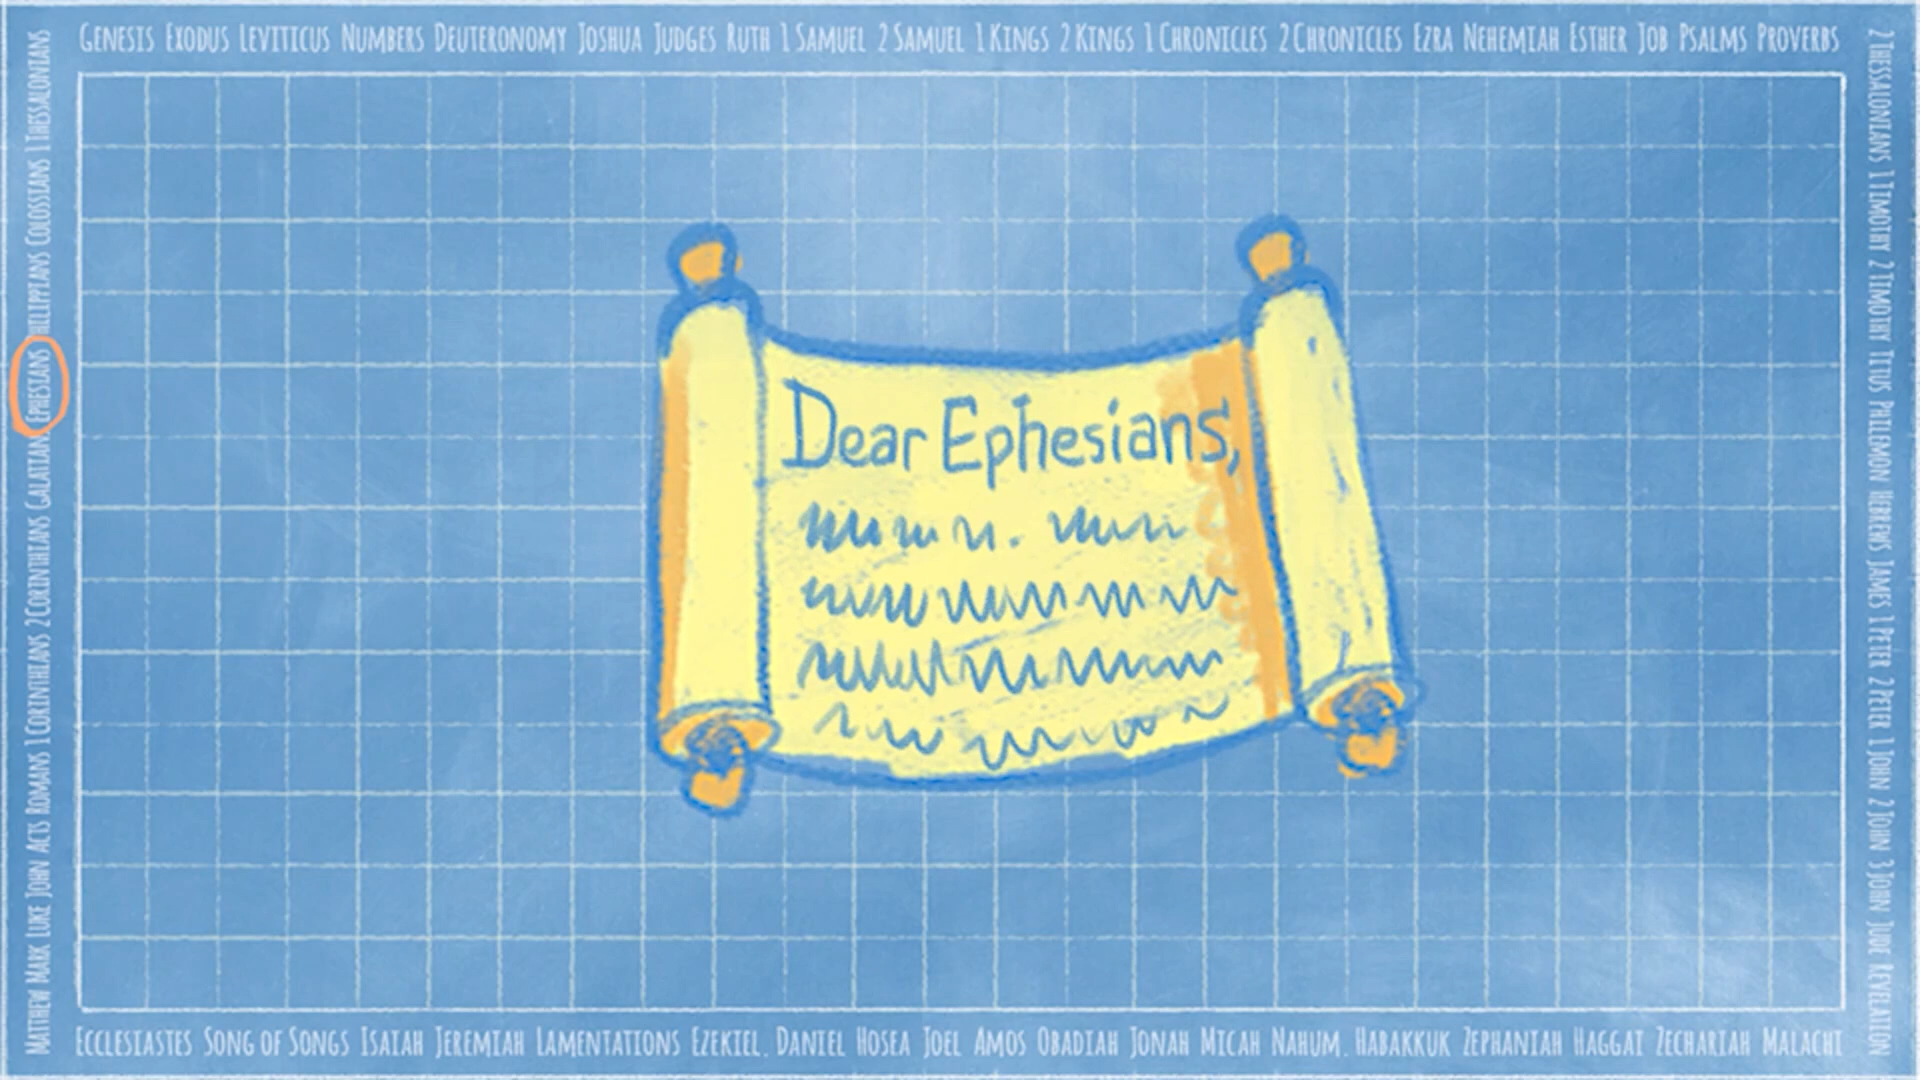 Genesis Exodus Leviticus Numbers Deuteronomy Joshua Judges Ruth 1 Samuel 2 Samuel 1 Kings 2 Kings 1 Chronicles 2 Chronicles Ezra Nehemiah Esther Job Psalms Proverbs
Dear Ephesians,
Ecclesiastes Song of Songs Isaiah Jeremiah Lamentations Ezekiel. Daniel Hosea Joel Amos Obadiah Jonah Micah Nahum. Habakkuk Zephaniah Haggai Zechariah Malachi
Matthew Mark Luke John Acts Romans 1 Corinthians 2 Corinthians Galatians Ephesians Philippians Colossians 1 Thessalonians
2 Thessalonians 1 Timothy 2 Timothy Titus Philemon Hebrews James 1 Peter 2 Peter 1 John 2 John 3 John Jude Revelation